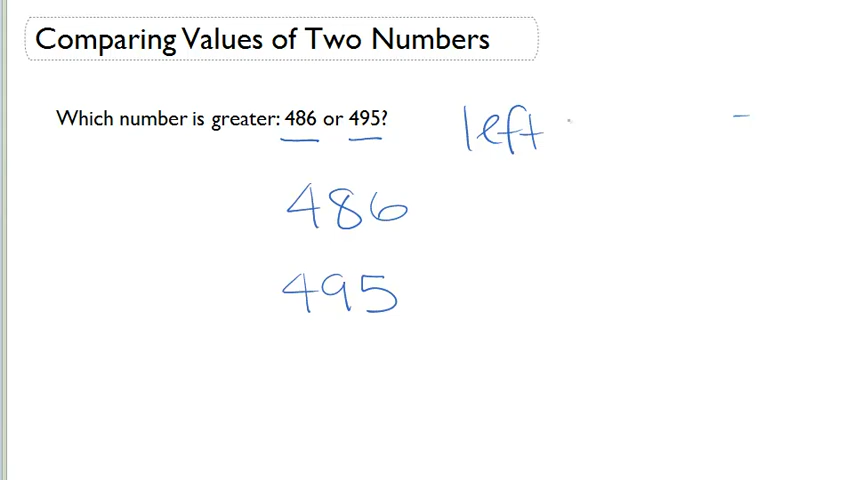 Comparing Values of Two Numbers
Which number is greater: 486 or 495?
left
486
495